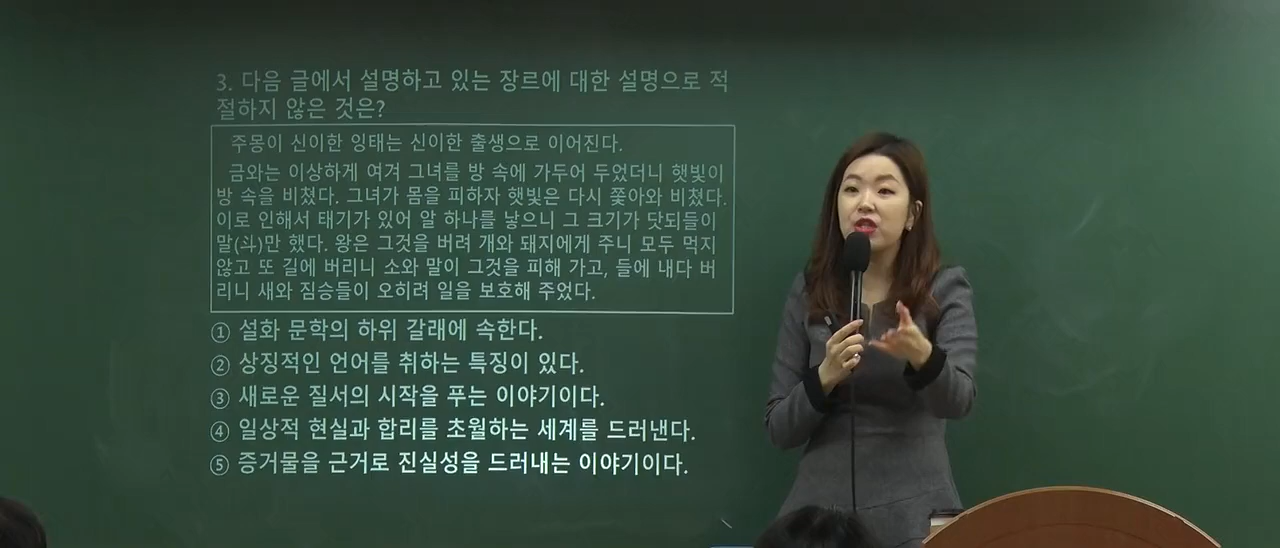 3. 다음 글에서 설명하고 있는 장르에 대한 설명으로 적
절하지 않은 것은?
주몽이 신이한 잉태는 신이한 출생으로 이어진다.
금와는 이상하게 여겨 그녀를 방 속에 가두어 두었더니 햇빛이
방 속을 비쳤다. 그녀가 몸을 피하자 햇빛은 다시 쫓아와 비쳤다.
이로 인해서 태기가 있어 알 하나를 낳으니 그 크기가 닷되들이
말(斗)만 했다. 왕은 그것을 버려 개와 돼지에게 주니 모두 먹지
않고 또 길에 버리니 소와 말이 그것을 피해 가고, 들에 내다 버
리니 새와 짐승들이 오히려 일을 보호해 주었다.
① 설화 문학의 하위 갈래에 속한다.
② 상징적인 언어를 취하는 특징이 있다.
③ 새로운 질서의 시작을 푸는 이야기이다.
④ 일상적 현실과 합리를 초월하는 세계를 드러낸다.
⑤ 증거물을 근거로 진실성을 드러내는 이야기이다.